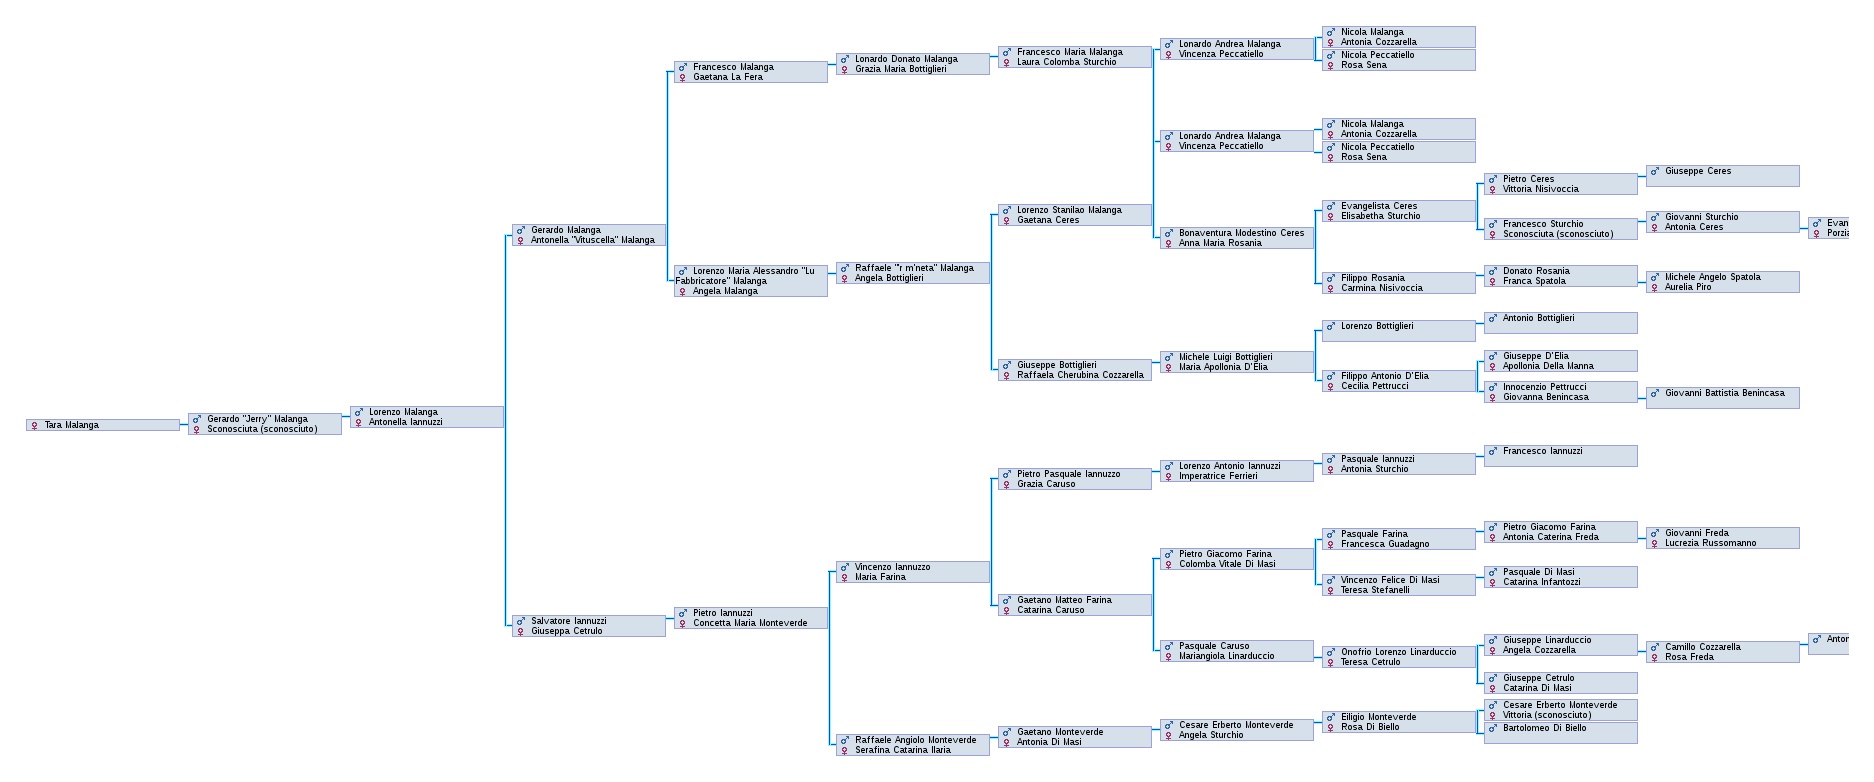 Tara Malanga
Gerardo "Jerry" Malanga
Sconosciuta (sconosciuto)
Lorenzo Malanga
Antonella Iannuzzi
Gerardo Malanga
Antonella "Vituscella" Malanga
Salvatore Iannuzzi
Giuseppa Cetrulo
Francesco Malanga
Gaetana La Fera
Lorenzo Maria Alessandro "Lu
Fabbricatore" Malanga
Angela Malanga
Pietro Iannuzzi
Concetta Maria Monteverde
Lonardo Donato Malanga
Grazia Maria Bottiglieri
Raffaele "r m'neta" Malanga
Angela Bottiglieri
Vincenzo Iannuzzo
Maria Farina
Raffaele Angiolo Monteverde
Serafina Catarina Ilaria
Francesco Maria Malanga
Laura Colomba Sturchio
Lorenzo Stanilao Malanga
Gaetana Ceres
Giuseppe Bottiglieri
Raffaela Cherubina Cozzarella
Pietro Pasquale Iannuzzo
Grazia Caruso
Gaetano Matteo Farina
Catarina Caruso
Gaetano Monteverde
Antonia Di Masi
Lonardo Andrea Malanga
Vincenza Peccatiello
Lonardo Andrea Malanga
Vincenza Peccatiello
Bonaventura Modestino Ceres
Anna Maria Rosania
Michele Luigi Bottiglieri
Maria Apollonia D'Elia
Lorenzo Antonio Iannuzzi
Imperatrice Ferrieri
Pietro Giacomo Farina
Colomba Vitale Di Masi
Pasquale Caruso
Mariangiola Linarduccio
Cesare Erberto Monteverde
Angela Sturchio
Nicola Malanga
Antonia Cozzarella
Nicola Peccatiello
Rosa Sena
Nicola Malanga
Antonia Cozzarella
Nicola Peccatiello
Rosa Sena
Evangelista Ceres
Elisabetha Sturchio
Filippo Rosania
Carmina Nisivoccia
Lorenzo Bottiglieri
Filippo Antonio D'Elia
Cecilia Pettrucci
Pasquale Iannuzzi
Antonia Sturchio
Pasquale Farina
Francesca Guadagno
Vincenzo Felice Di Masi
Teresa Stefanelli
Onofrio Lorenzo Linarduccio
Teresa Cetrulo
Eiligio Monteverde
Rosa Di Biello
Pietro Ceres
Vittoria Nisivoccia
Francesco Sturchio
Sconosciuta (sconosciuto)
Donato Rosania
Franca Spatola
Antonio Bottiglieri
Giuseppe D'Elia
Apollonia Della Manna
Innocenzio Pettrucci
Giovanna Benincasa
Francesco Iannuzzi
Pietro Giacomo Farina
Antonia Caterina Freda
Pasquale Di Masi
Catarina Infantozzi
Giuseppe Linarduccio
Angela Cozzarella
Giuseppe Cetrulo
Catarina Di Masi
Cesare Erberto Monteverde
Vittoria (sconosciuto)
Bartolomeo Di Biello
Giuseppe Ceres
Giovanni Sturchio
Antonia Ceres
Michele Angelo Spatola
Aurelia Piro
Giovanni Battistia Benincasa
Giovanni Freda
Lucrezia Russomanno
Camillo Cozzarella
Rosa Freda
Evan
Porzia
Anton